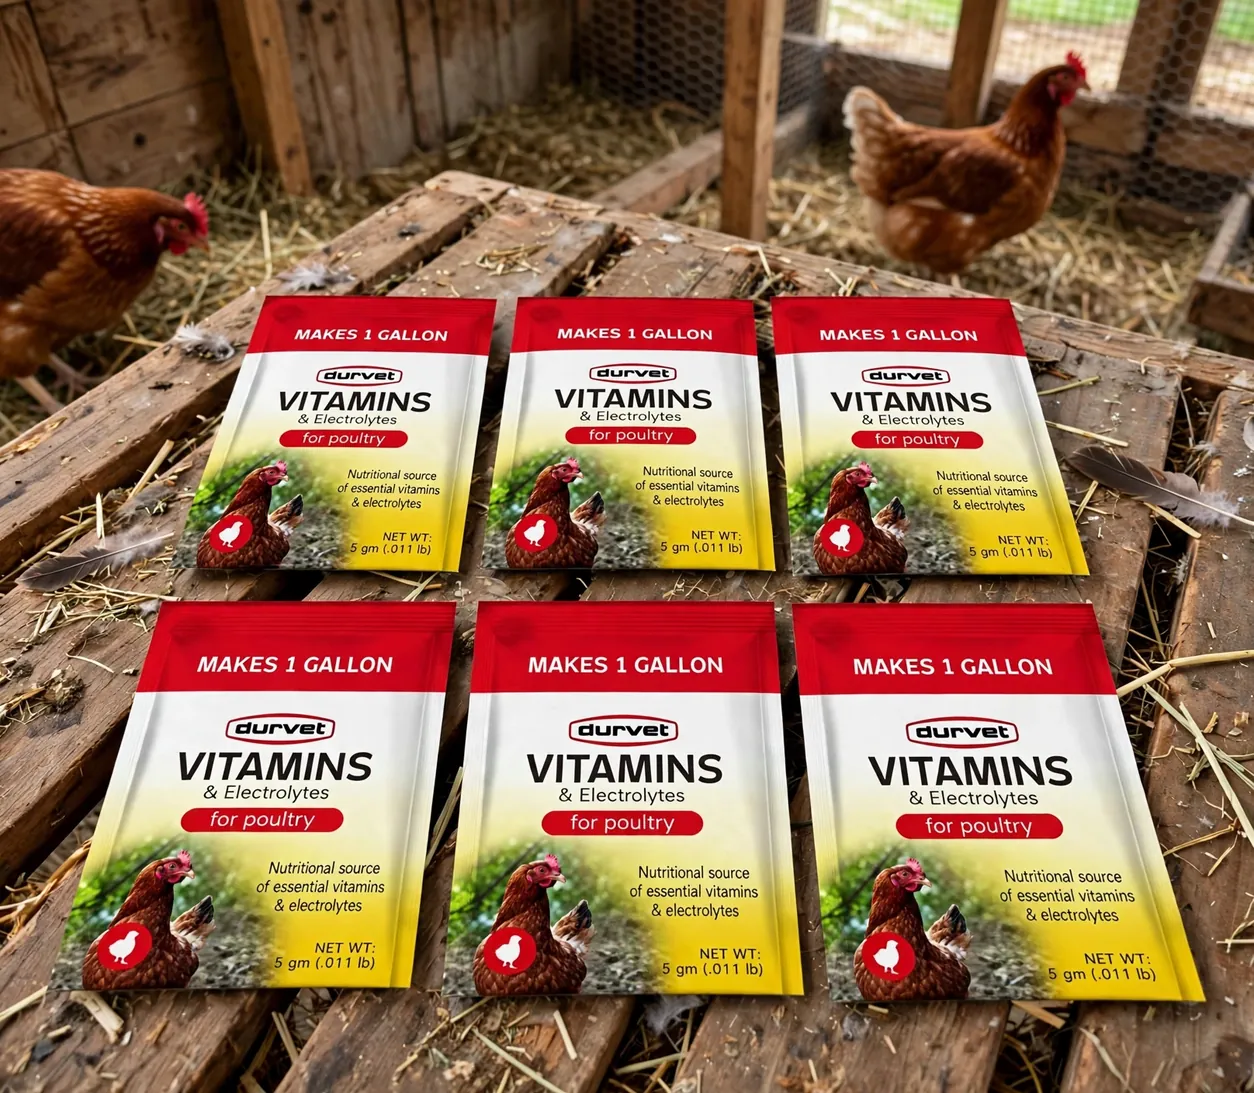 MAKES 1 GALLON
durvet
VITAMINS
& Electrolytes
for poultry
Nutritional source
of essential vitamins
& electrolytes
NET WT:
5 gm (.011 lb)
MAKES 1 GALLON
durvet
VITAMINS
& Electrolytes
for poultry
Nutritional source
of essential vitamins
& electrolytes
NET WT:
5 gm (.011 lb)
MAKES 1 GALLON
durvet
VITAMINS
& Electrolytes
for poultry
Nutritional source
of essential vitamins
& electrolytes
NET WT:
5 gm (.011 lb)
MAKES 1 GALLON
durvet
VITAMINS
& Electrolytes
for poultry
Nutritional source
of essential vitamins
& electrolytes
NET WT:
5 gm (.011 lb)
MAKES 1 GALLON
durvet
VITAMINS
& Electrolytes
for poultry
Nutritional source
of essential vitamins
& electrolytes
NET WT:
5 gm (.011 lb)
MAKES 1 GALLON
durvet
VITAMINS
& Electrolytes
for poultry
Nutritional source
of essential vitamins
& electrolytes
NET WT:
5 gm (.011 lb)